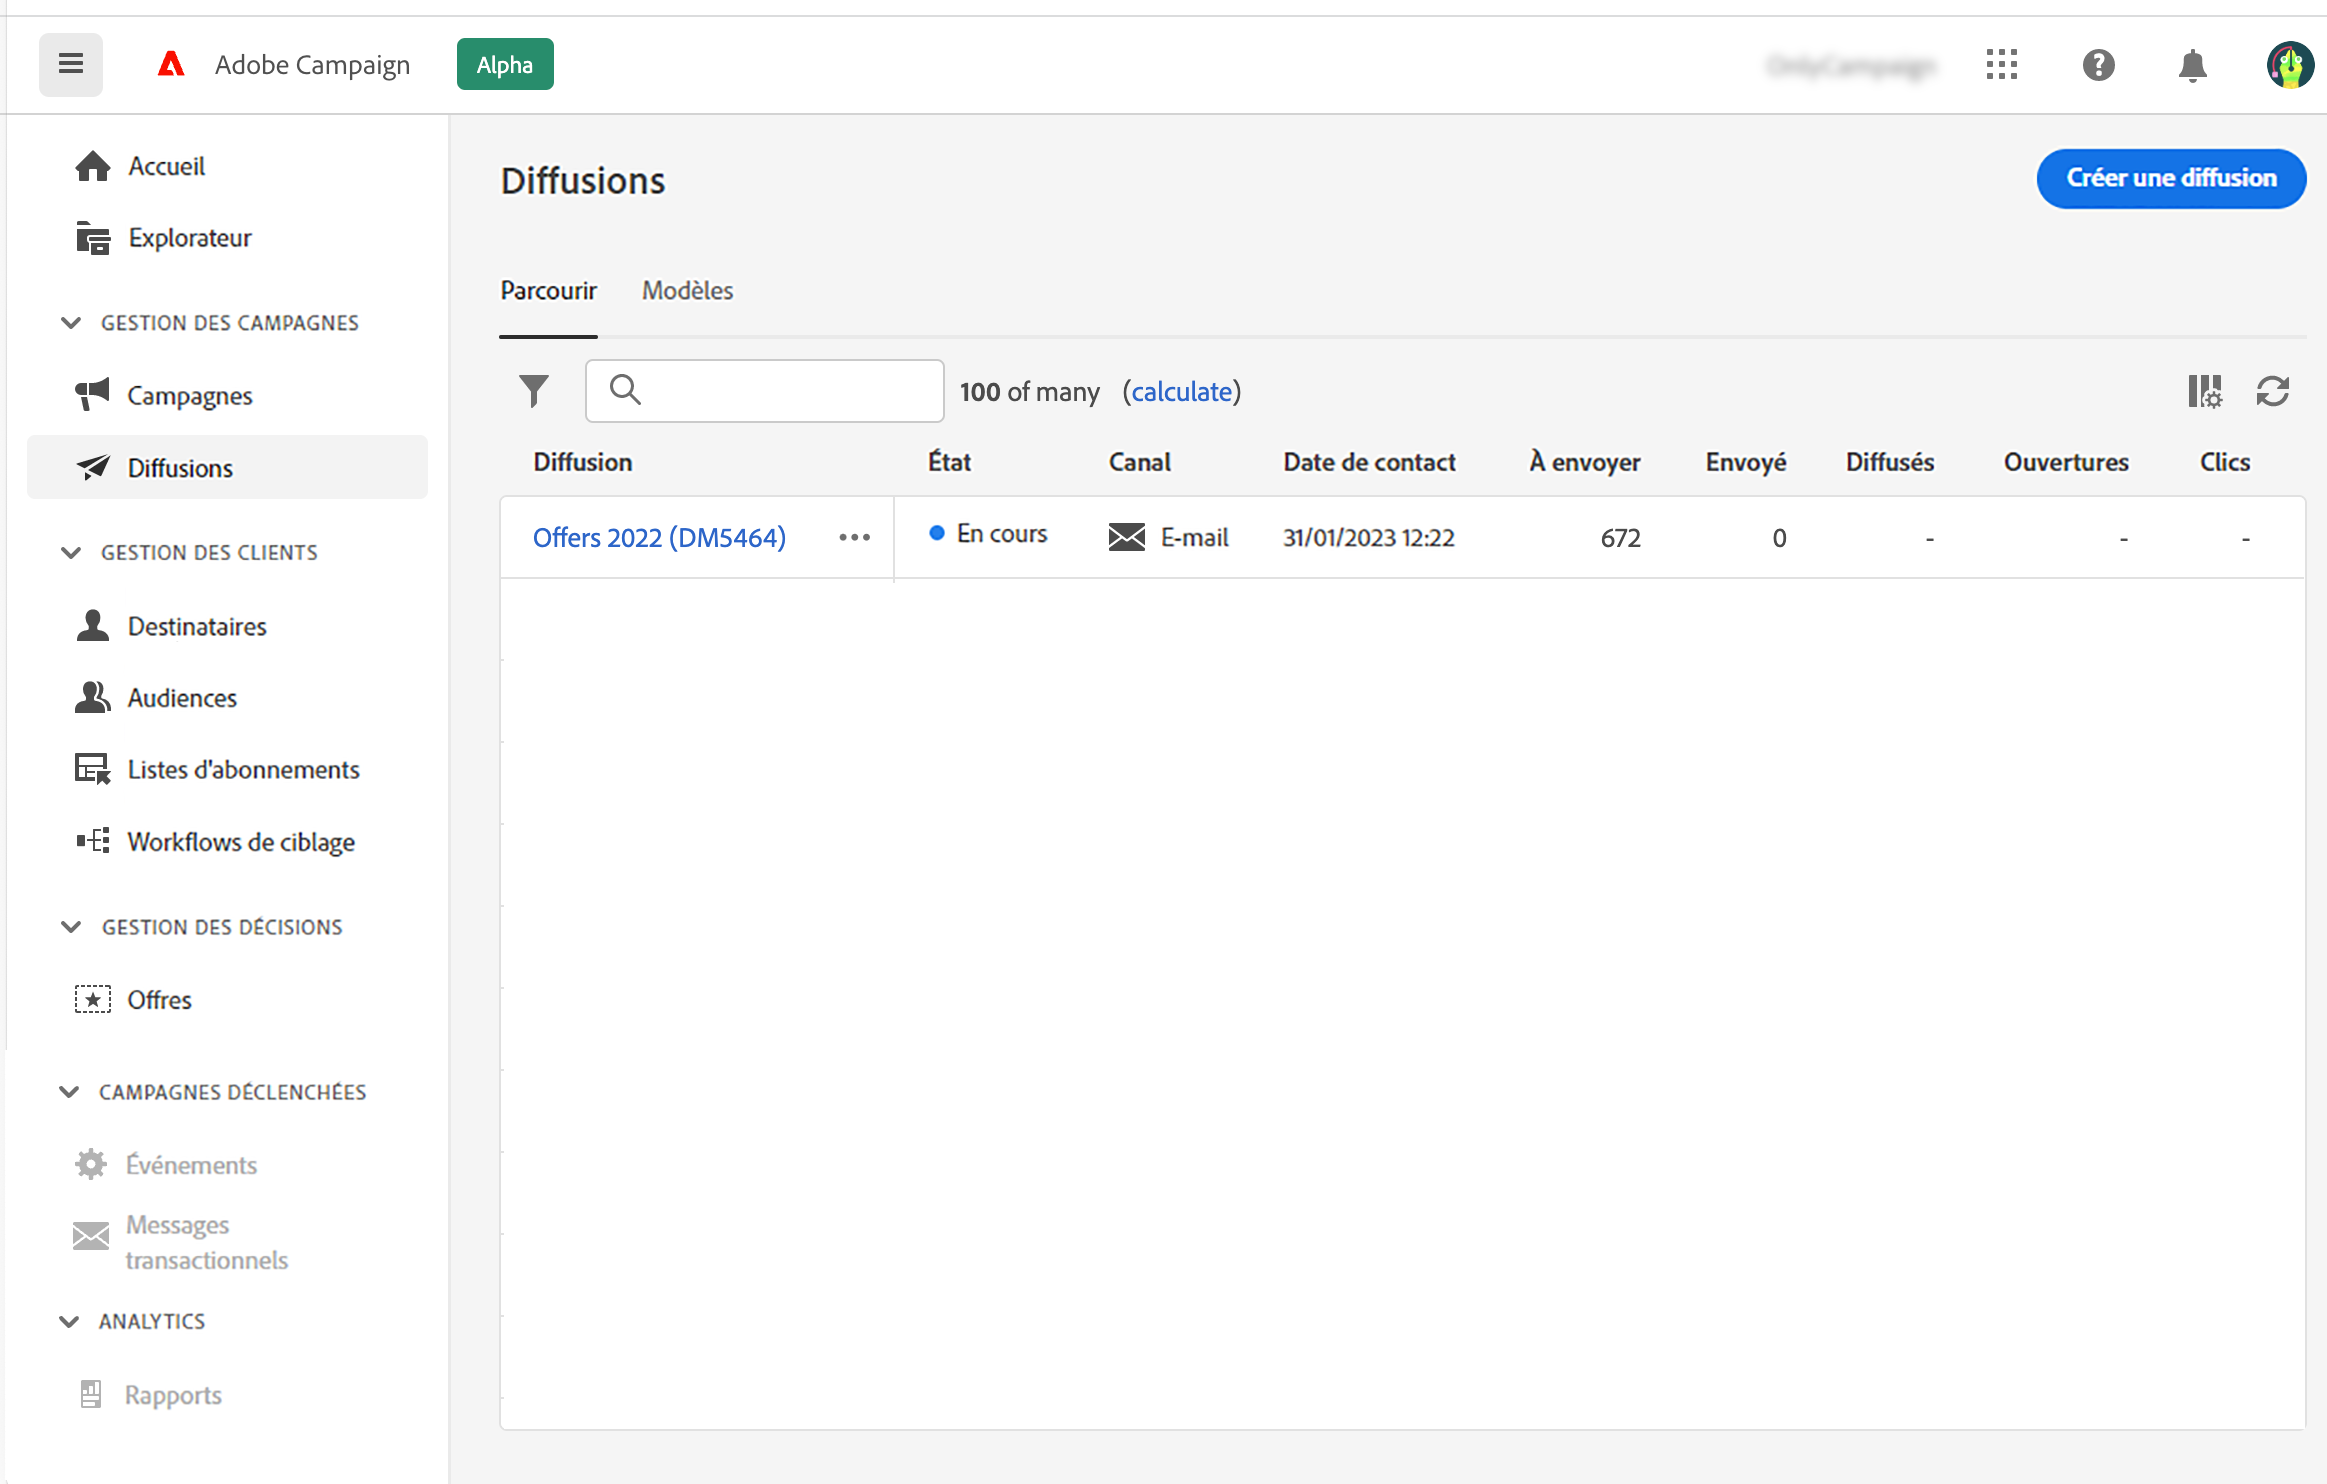 Adobe Campaign Alpha
Accueil
Explorateur
GESTION DES CAMPAGNES
Campagnes
Diffusions
GESTION DES CLIENTS
Destinataires
Audiences
Listes d'abonnements
Workflows de ciblage
GESTION DES DÉCISIONS
Offres
CAMPAGNES DÉCLENCHÉES
Événements
Messages
transactionnels
ANALYTICS
Rapports
Diffusions
Créer une diffusion
Parcourir Modèles
100 of many (calculate)
Diffusion État Canal Date de contact À envoyer Envoyé Diffusés Ouvertures Clics
Offers 2022 (DM5464) En cours E-mail 31/01/2023 12:22 672 0 - - -